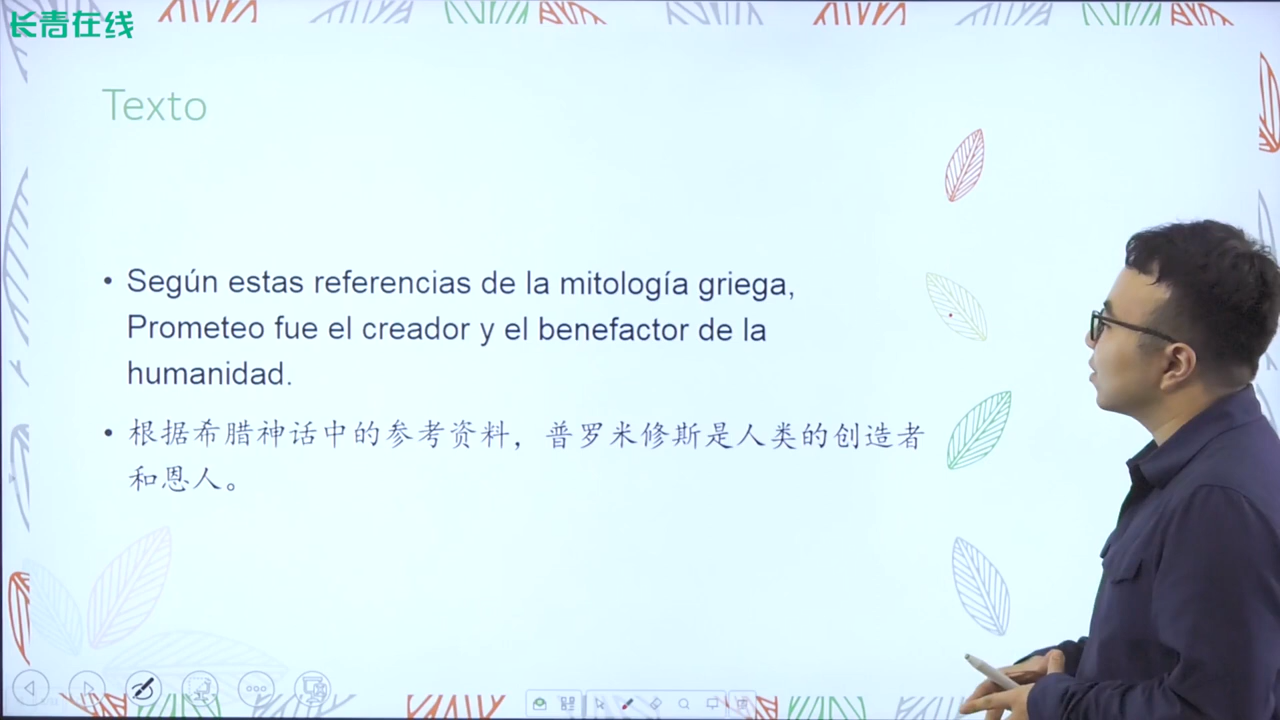 长青在线
Texto
• Según estas referencias de la mitología griega,
Prometeo fue el creador y el benefactor de la
humanidad.
• 根据希腊神话中的参考资料，普罗米修斯是人类的创造者
和恩人。